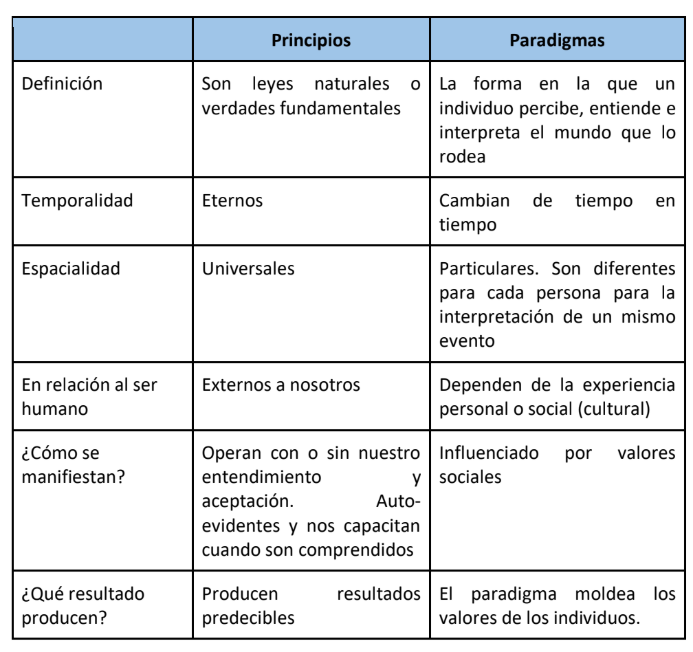 Principios Paradigmas
Definición
Son leyes naturales o
verdades fundamentales
La forma en la que un
individuo percibe, entiende e
interpreta el mundo que lo
rodea
Temporalidad
Eternos
Cambian de tiempo en
tiempo
Espacialidad
Universales
Particulares. Son diferentes
para cada persona para la
interpretación de un mismo
evento
En relación al ser
humano
Externos a nosotros
Dependen de la experiencia
personal o social (cultural)
¿Cómo se
manifiestan?
Operan con o sin nuestro
entendimiento y
aceptación. Auto-
evidentes y nos capacitan
cuando son comprendidos
Influenciado por valores
sociales
¿Qué resultado
producen?
Producen resultados
predecibles
El paradigma moldea los
valores de los individuos.